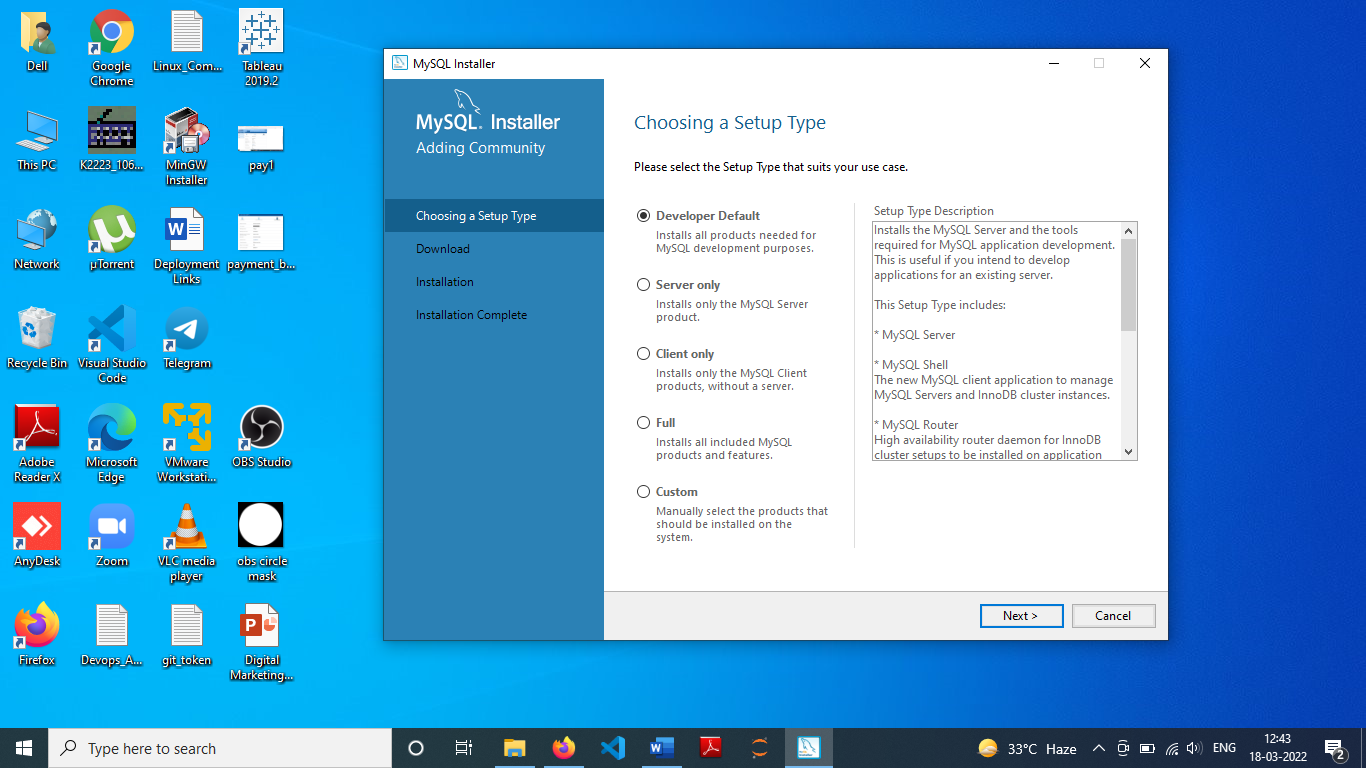 Dell
Google
Chrome
Linux_Com...
Tableau
2019.2
This PC
K2223_106...
MinGW
Installer
pay1
Network
µTorrent
Deployment
Links
payment_b...
Recycle Bin
Visual Studio
Code
Telegram
Adobe
Reader X
Microsoft
Edge
VMware
Workstati...
OBS Studio
AnyDesk
Zoom
VLC media
player
obs circle
mask
Firefox
Devops_A...
git_token
Digital
Marketing...
MySQL Installer
MySQL. Installer
Adding Community
Choosing a Setup Type
Download
Installation
Installation Complete
Choosing a Setup Type
Please select the Setup Type that suits your use case.
Developer Default
Installs all products needed for
MySQL development purposes.
Server only
Installs only the MySQL Server
product.
Client only
Installs only the MySQL Client
products, without a server.
Full
Installs all included MySQL
products and features.
Custom
Manually select the products that
should be installed on the
system.
Setup Type Description
Installs the MySQL Server and the tools
required for MySQL application development.
This is useful if you intend to develop
applications for an existing server.
This Setup Type includes:
* MySQL Server
* MySQL Shell
The new MySQL client application to manage
MySQL Servers and InnoDB cluster instances.
* MySQL Router
High availability router daemon for InnoDB
cluster setups to be installed on application
Next >
Cancel
Type here to search
33°C Haze
ENG
12:43
18-03-2022
2